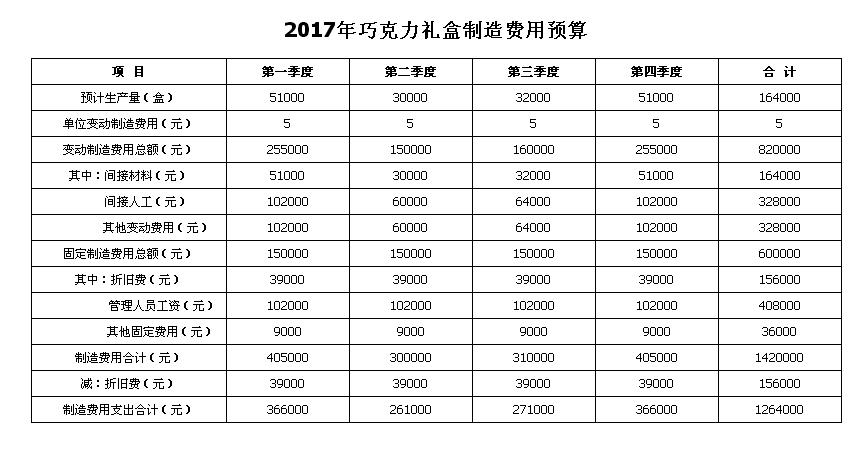 2017年巧克力礼盒制造费用预算
项 目 第一季度 第二季度 第三季度 第四季度 合 计
预计生产量(盒) 51000 30000 32000 51000 164000
单位变动制造费用(元) 5 5 5 5 5
变动制造费用总额(元) 255000 150000 160000 255000 820000
其中:间接材料(元) 51000 30000 32000 51000 164000
间接人工(元) 102000 60000 64000 102000 328000
其他变动费用(元) 102000 60000 64000 102000 328000
固定制造费用总额(元) 150000 150000 150000 150000 600000
其中:折旧费(元) 39000 39000 39000 39000 156000
管理人员工资(元) 102000 102000 102000 102000 408000
其他固定费用(元) 9000 9000 9000 9000 36000
制造费用合计(元) 405000 300000 310000 405000 1420000
减:折旧费(元) 39000 39000 39000 39000 156000
制造费用支出合计(元) 366000 261000 271000 366000 1264000